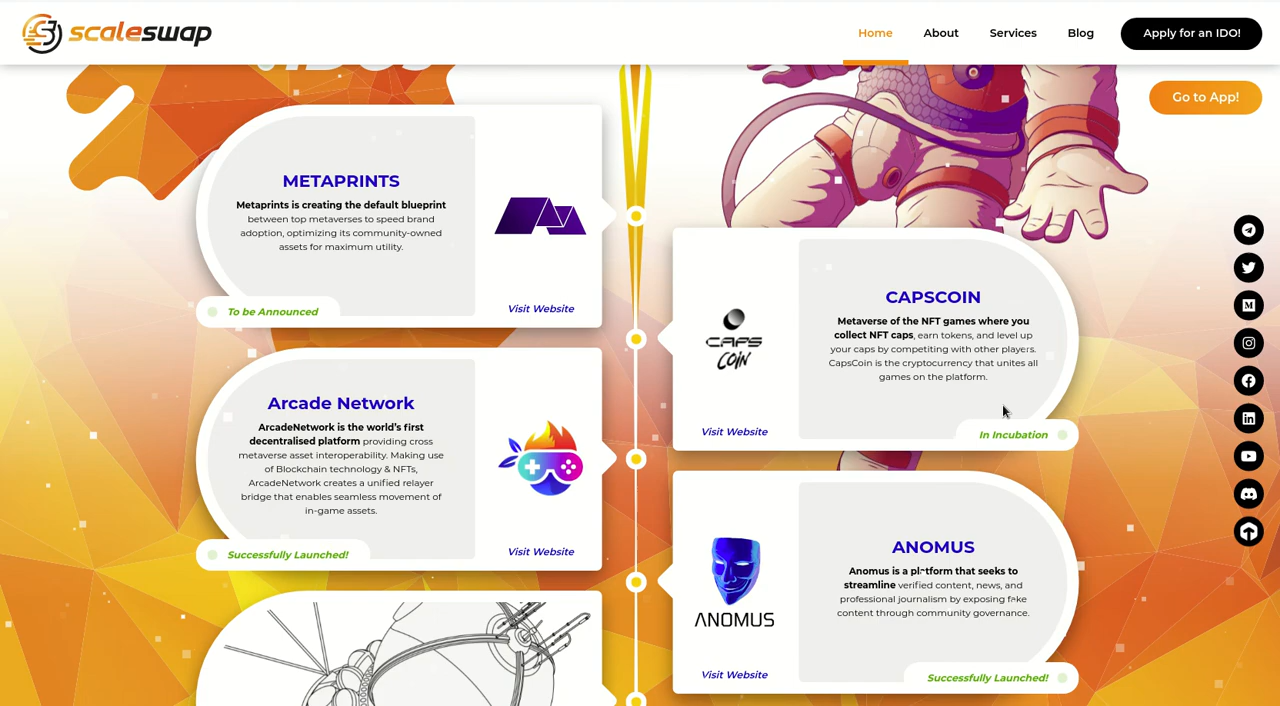 scaleswap
Home
About
Services
Blog
Apply for an IDO!
Go to App!
METAPRINTS
Metaprints is creating the default blueprint
between top metaverses to speed brand
adoption, optimizing its community-owned
assets for maximum utility.
To be Announced
Visit Website
CAPSCOIN
Metaverse of the NFT games where you
collect NFT caps, earn tokens, and level up
your caps by competing with other players.
CapsCoin is the cryptocurrency that unites all
games on the platform.
CAPS
COIN
Visit Website
In Incubation
Arcade Network
ArcadeNetwork is the world's first
decentralised platform providing cross
metaverse asset interoperability. Making use
of Blockchain technology & NFTs,
ArcadeNetwork creates a unified relayer
bridge that enables seamless movement of
in-game assets.
Successfully Launched!
Visit Website
ANOMUS
Anomus is a platform that seeks to
streamline verified content, news, and
professional journalism by exposing fake
content through community governance.
ANOMUS
Visit Website
Successfully Launched!